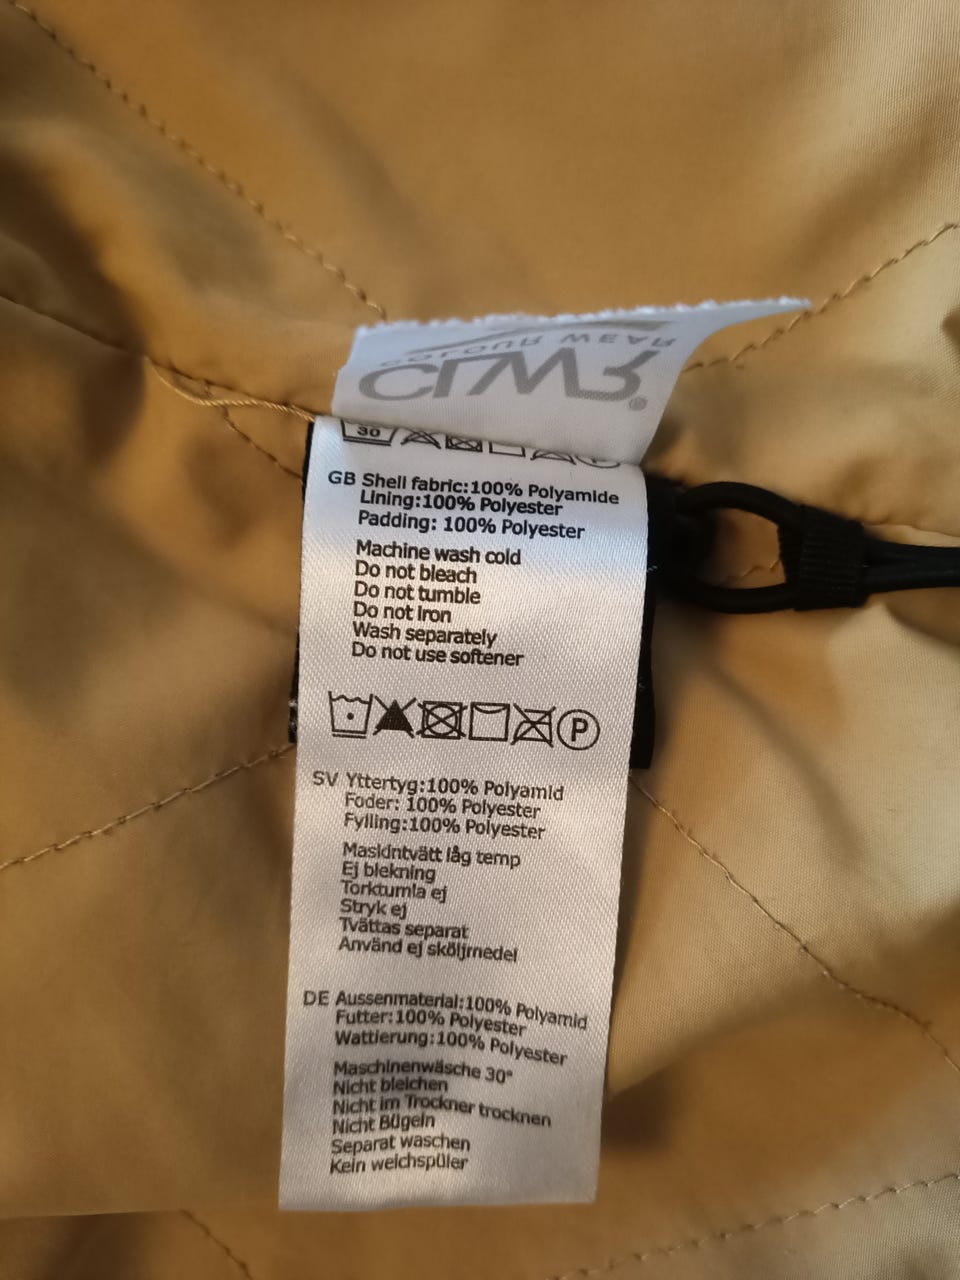 COLOUR WEAR
CLWR®
30
GB Shell fabric:100% Polyamide
Lining:100% Polyester
Padding: 100% Polyester
Machine wash cold
Do not bleach
Do not tumble
Do not Iron
Wash separately
Do not use softener
P
SV Yttertyg:100% Polyamid
Foder: 100% Polyester
Fylling:100% Polyester
Maskintvätt låg temp
Ej blekning
Torktumla ej
Stryk ej
Tvättas separat
Använd ej sköljmedel
DE Aussenmaterial:100% Polyamid
Futter:100% Polyester
Wattierung:100% Polyester
Maschinenwäsche 30°
Nicht bleichen
Nicht im Trockner trocknen
Nicht Bügeln
Separat waschen
Kein weichspüler